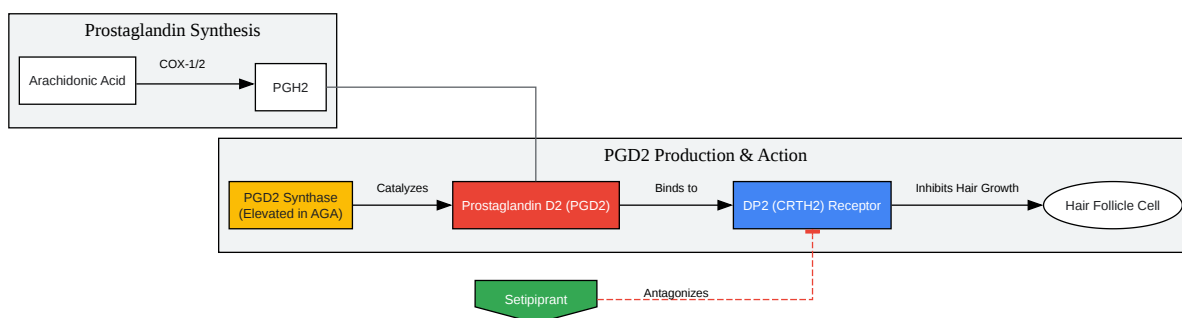 Prostaglandin Synthesis
Arachidonic Acid
COX-1/2
PGH2
PGD2 Production & Action
PGD2 Synthase
(Elevated in AGA)
Catalyzes
Prostaglandin D2 (PGD2)
Binds to
DP2 (CRTH2) Receptor
Inhibits Hair Growth
Hair Follicle Cell
Setipiprant
Antagonizes